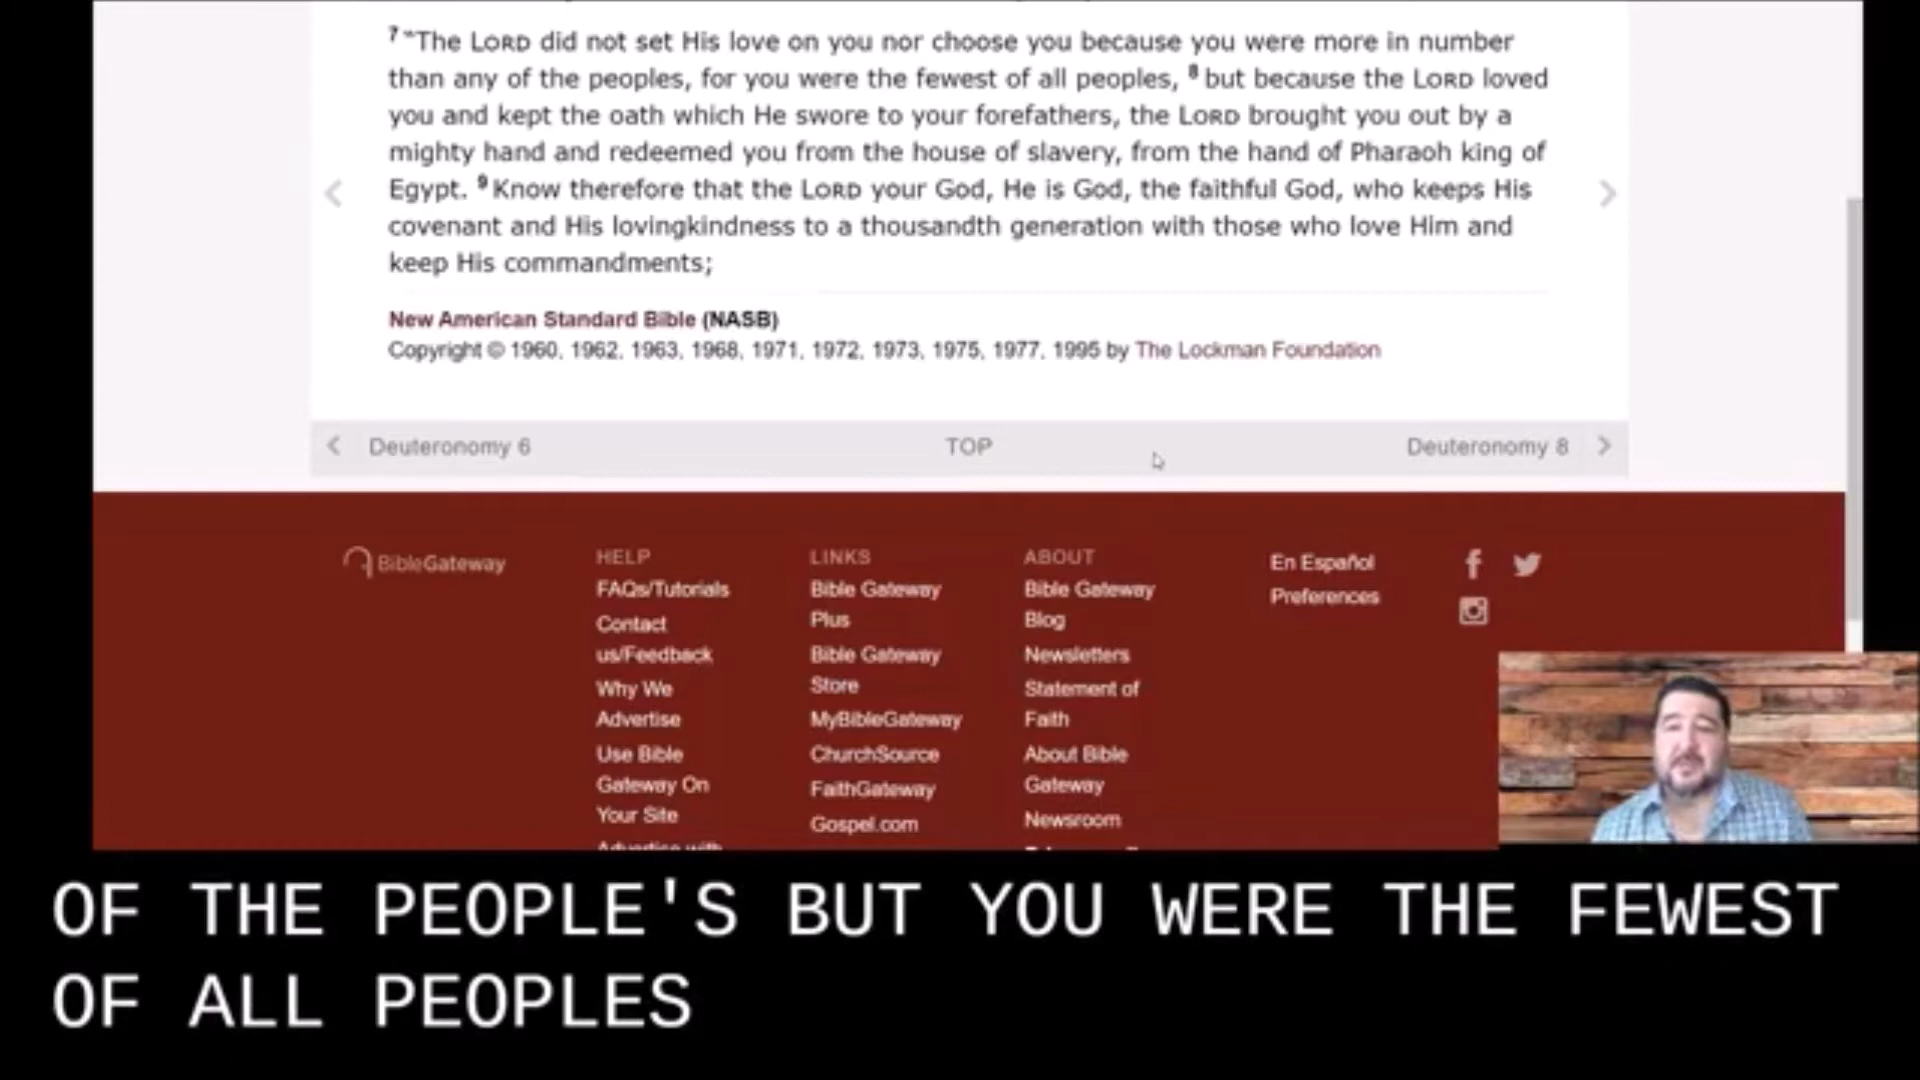 7 "The LORD did not set His love on you nor choose you because you were more in number
than any of the peoples, for you were the fewest of all peoples, 8 but because the LORD loved
you and kept the oath which He swore to your forefathers, the LORD brought you out by a
mighty hand and redeemed you from the house of slavery, from the hand of Pharaoh king of
Egypt. 9 Know therefore that the LORD your God, He is God, the faithful God, who keeps His
covenant and His lovingkindness to a thousandth generation with those who love Him and
keep His commandments;
New American Standard Bible (NASB)
Copyright © 1960, 1962, 1963, 1968, 1971, 1972, 1973, 1975, 1977, 1995 by The Lockman Foundation
Deuteronomy 6 TOP Deuteronomy 8
BibleGateway
HELP
FAQs/Tutorials
Contact
us/Feedback
Why We
Advertise
Use Bible
Gateway On
Your Site
Advertise with
LINKS
Bible Gateway
Plus
Bible Gateway
Store
MyBibleGateway
ChurchSource
FaithGateway
Gospel.com
ABOUT
Bible Gateway
Blog
Newsletters
Statement of
Faith
About Bible
Gateway
Newsroom
En Español
Preferences
OF THE PEOPLE'S BUT YOU WERE THE FEWEST
OF ALL PEOPLES